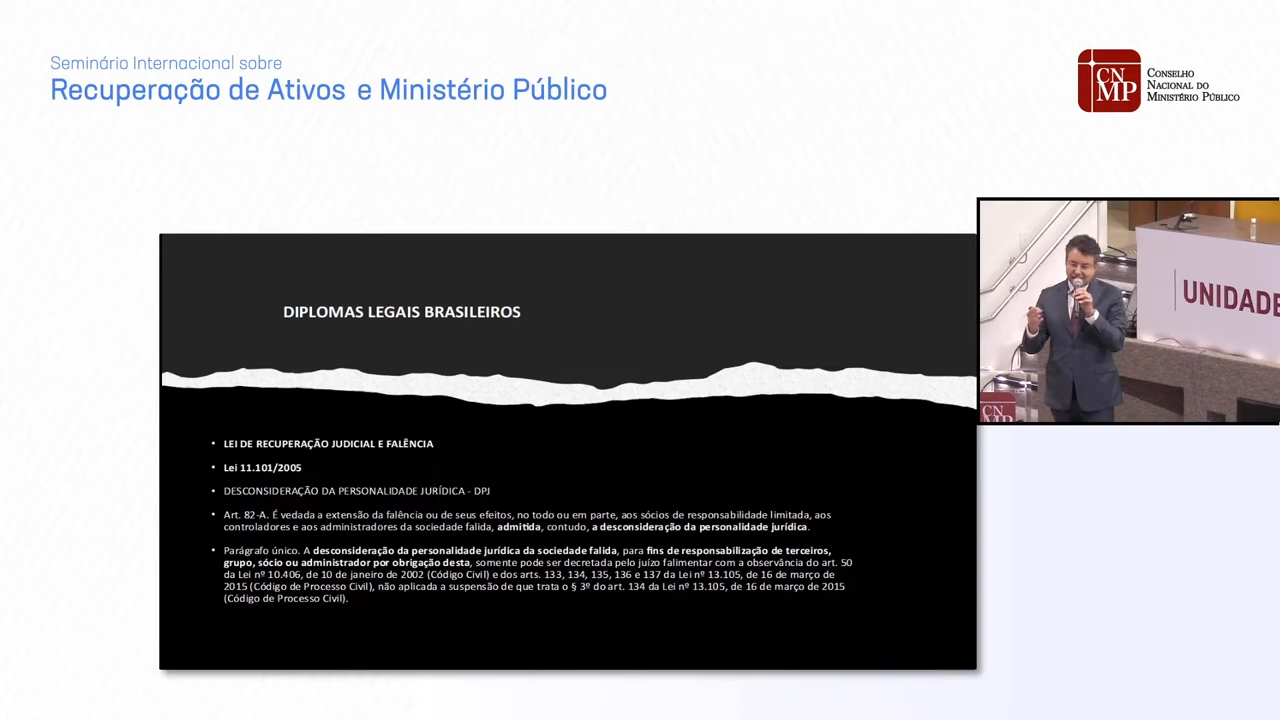 Seminário Internacional sobre
Recuperação de Ativos e Ministério Público
CN
MP
CONSELHO
NACIONAL DO
MINISTÉRIO PÚBLICO
DIPLOMAS LEGAIS BRASILEIROS
• LEI DE RECUPERAÇÃO JUDICIAL E FALÊNCIA
• Lei 11.101/2005
• DESCONSIDERAÇÃO DA PERSONALIDADE JURÍDICA - DPJ
• Art. 82-A. É vedada a extensão da falência ou de seus efeitos, no todo ou em parte, aos sócios de responsabilidade limitada, aos
controladores e aos administradores da sociedade falida, admitida, contudo, a desconsideração da personalidade jurídica.
• Parágrafo único. A desconsideração da personalidade jurídica da sociedade falida, para fins de responsabilização de terceiros,
grupo, sócio ou administrador por obrigação desta, somente pode ser decretada pelo juízo falimentar com a observância do art. 50
da Lei nº 10.406, de 10 de janeiro de 2002 (Código Civil) e dos arts. 133, 134, 135, 136 e 137 da Lei nº 13.105, de 16 de março de
2015 (Código de Processo Civil), não aplicada a suspensão de que trata o § 3º do art. 134 da Lei nº 13.105, de 16 de março de 2015
(Código de Processo Civil).
UNIDADE
CN
MP